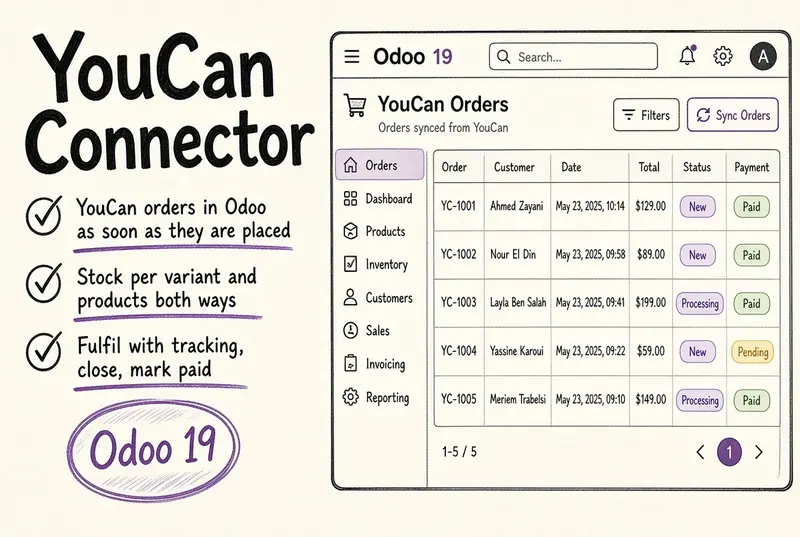 YouCan
Connector
YouCan orders in Odoo
as soon as they are placed
Stock per variant and
products both ways
Fulfil with tracking,
close, mark paid
Odoo 19
Odoo 19
Search...
A
YouCan Orders
Orders synced from YouCan
Filters
Sync Orders
Orders
Dashboard
Products
Inventory
Customers
Sales
Invoicing
Reporting
Order Customer Date Total Status Payment
YC-1001 Ahmed Zayani May 23, 2025, 10:14 $129.00 New Paid
YC-1002 Nour El Din May 23, 2025, 09:58 $89.00 New Paid
YC-1003 Layla Ben Salah May 23, 2025, 09:41 $199.00 Processing Paid
YC-1004 Yassine Karoui May 23, 2025, 09:22 $59.00 New Pending
YC-1005 Meriem Trabelsi May 23, 2025, 09:10 $149.00 Processing Paid
1-5 / 5
1